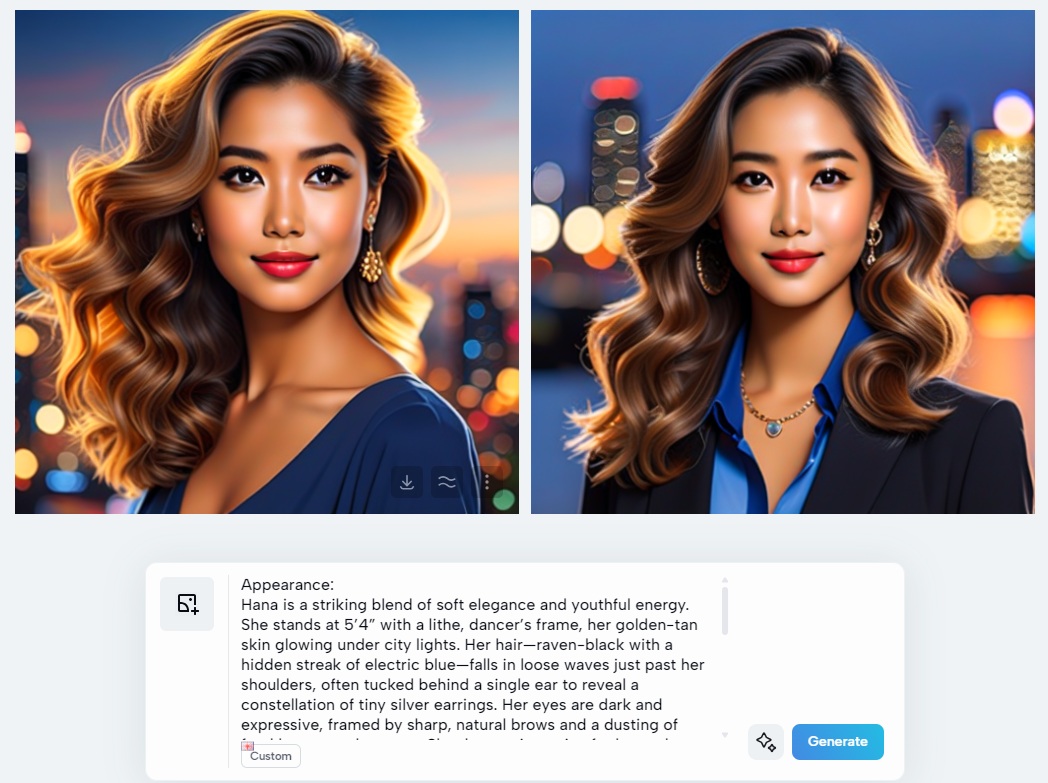 Appearance:
Hana is a striking blend of soft elegance and youthful energy.
She stands at 5’4” with a lithe, dancer’s frame, her golden-tan
skin glowing under city lights. Her hair—raven-black with a
hidden streak of electric blue—falls in loose waves just past her
shoulders, often tucked behind a single ear to reveal a
constellation of tiny silver earrings. Her eyes are dark and
expressive, framed by sharp, natural brows and a dusting of
Custom
Generate